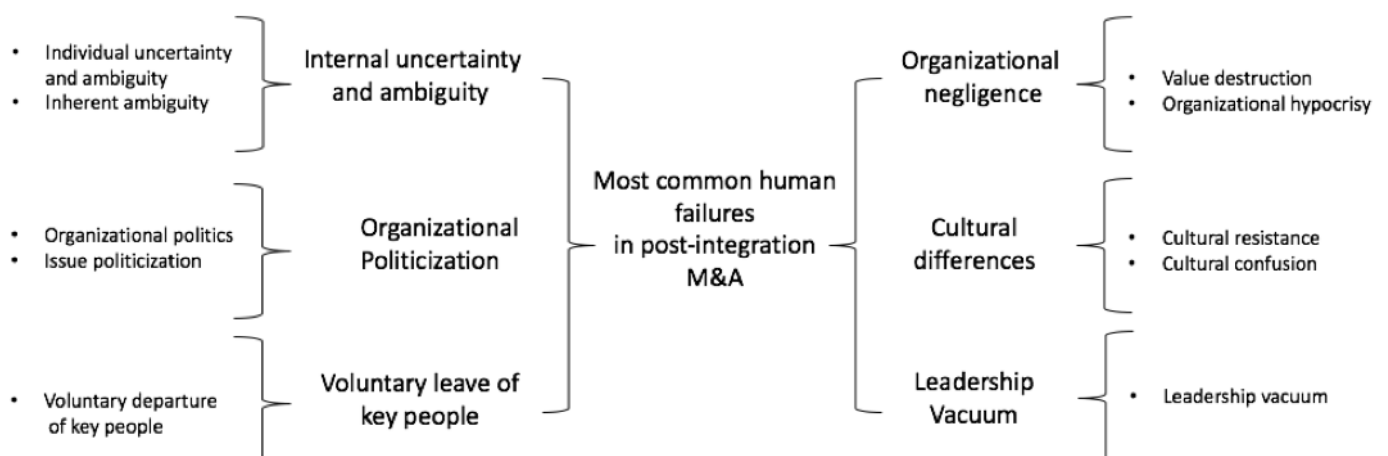 • Individual uncertainty
and ambiguity
• Inherent ambiguity
Internal uncertainty
and ambiguity
• Organizational politics
• Issue politicization
Organizational
Politicization
• Voluntary departure
of key people
Voluntary leave of
key people
Most common human
failures
in post-integration
M&A
Organizational
negligence
• Value destruction
• Organizational hypocrisy
Cultural
differences
• Cultural resistance
• Cultural confusion
Leadership
Vacuum
• Leadership vacuum